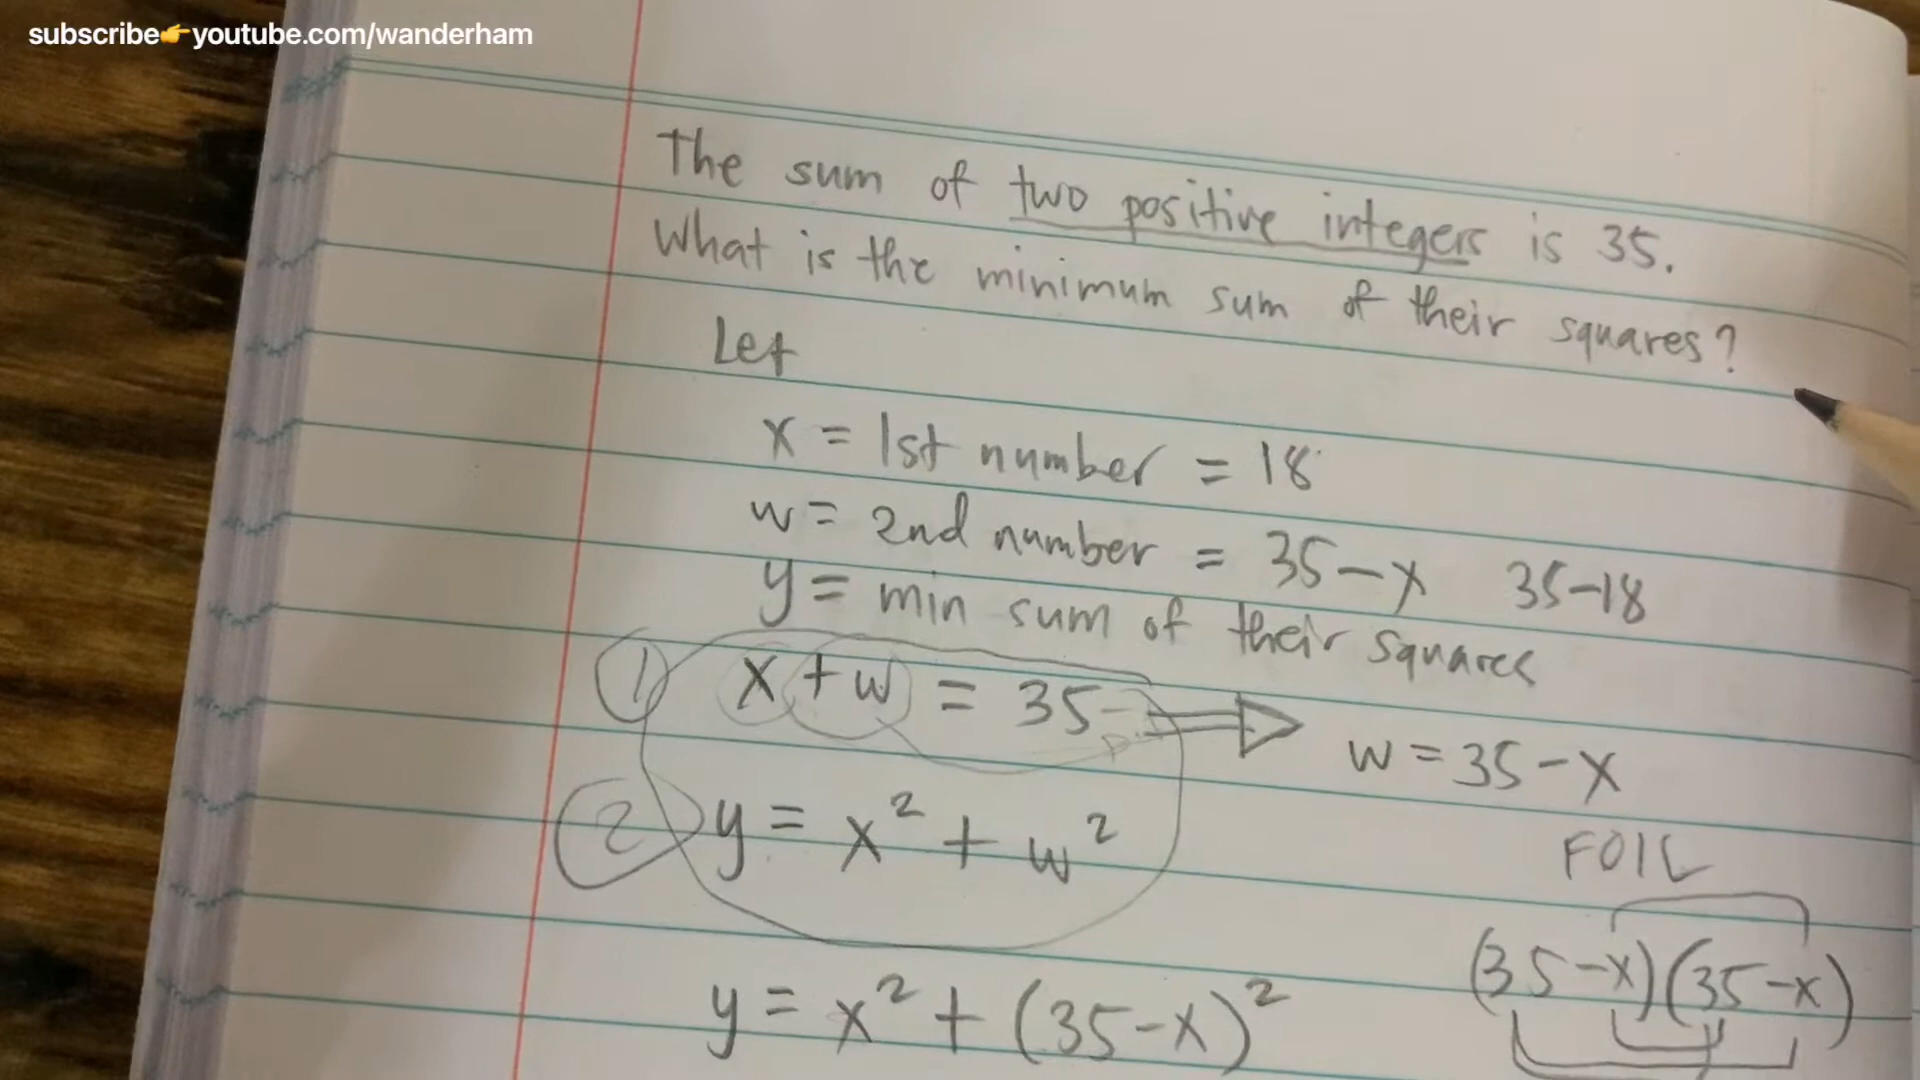 subscribe👉youtube.com/wanderham
The sum of two positive integers is 35.
What is the minimum sum of their squares?
Let
x = 1st number = 18
w = 2nd number = 35-x 35-18
y = min sum of their squares
1 x + w = 35 w = 35-x
2 y = x² + w²
FOIL
(35-x)(35-x)
y = x² + (35-x)²